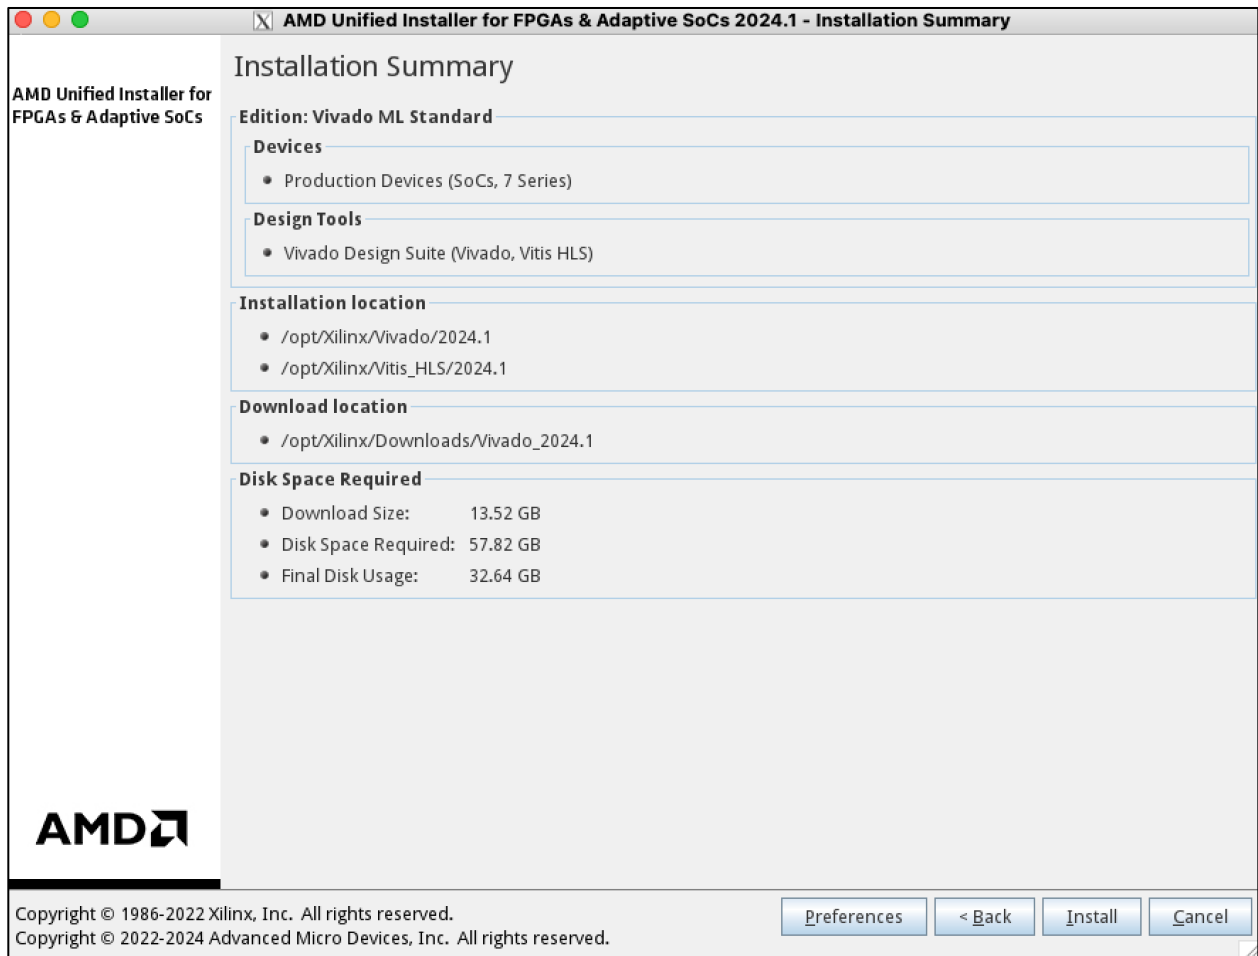 AMD Unified Installer for FPGAs & Adaptive SoCs 2024.1 - Installation Summary
AMD Unified Installer for
FPGAs & Adaptive SoCs
Installation Summary
Edition: Vivado ML Standard
Devices
Production Devices (SoCs, 7 Series)
Design Tools
Vivado Design Suite (Vivado, Vitis HLS)
Installation location
/opt/Xilinx/Vivado/2024.1
/opt/Xilinx/Vitis_HLS/2024.1
Download location
/opt/Xilinx/Downloads/Vivado_2024.1
Disk Space Required
Download Size: 13.52 GB
Disk Space Required: 57.82 GB
Final Disk Usage: 32.64 GB
AMD
Copyright © 1986-2022 Xilinx, Inc. All rights reserved.
Copyright © 2022-2024 Advanced Micro Devices, Inc. All rights reserved.
Preferences < Back Install Cancel